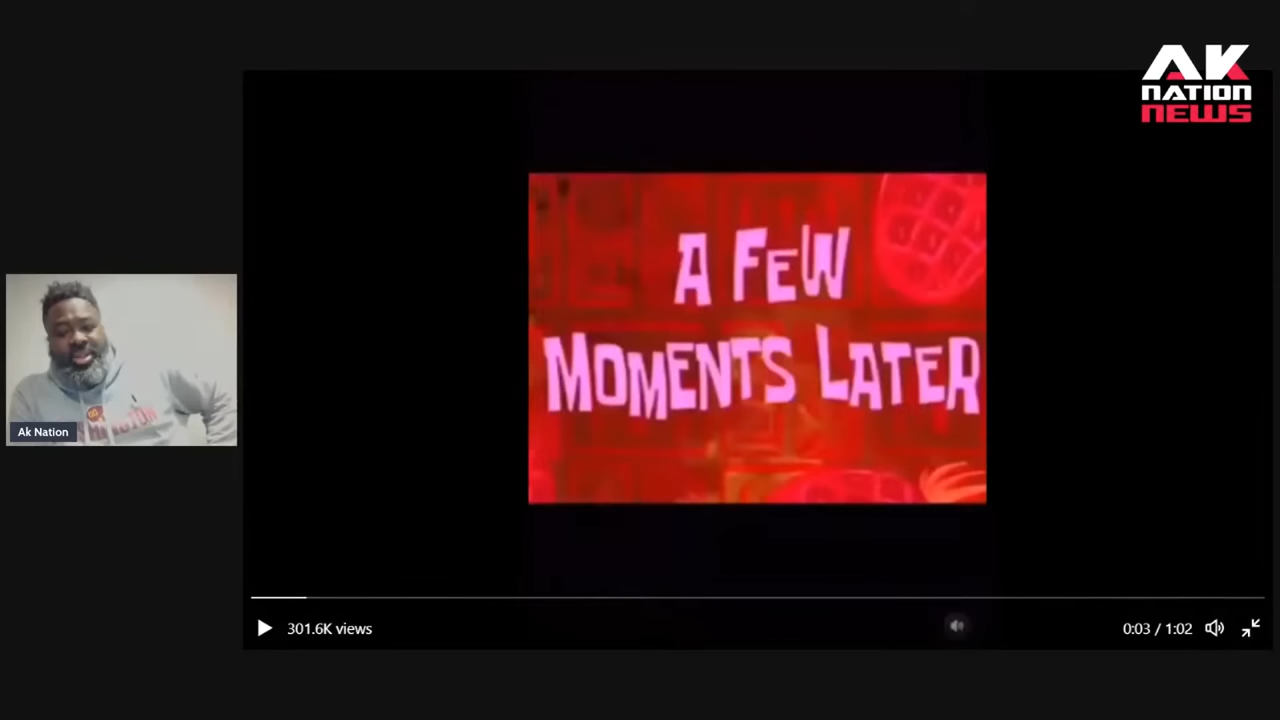 AK
NATION
NEWS
A FEW
MOMENTS LATER
Ak Nation
301.6K views
0:03 / 1:02